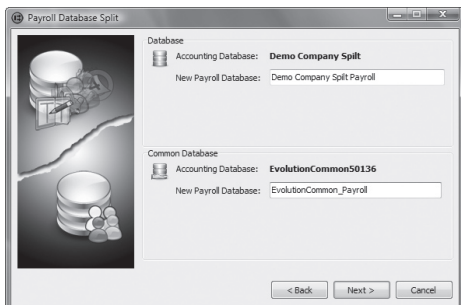 Payroll Database Split
Database
Accounting Database: Demo Company Spilt
New Payroll Database: Demo Company Spilt Payroll
Common Database
Accounting Database: EvolutionCommon50136
New Payroll Database: EvolutionCommon_Payroll
< Back Next > Cancel